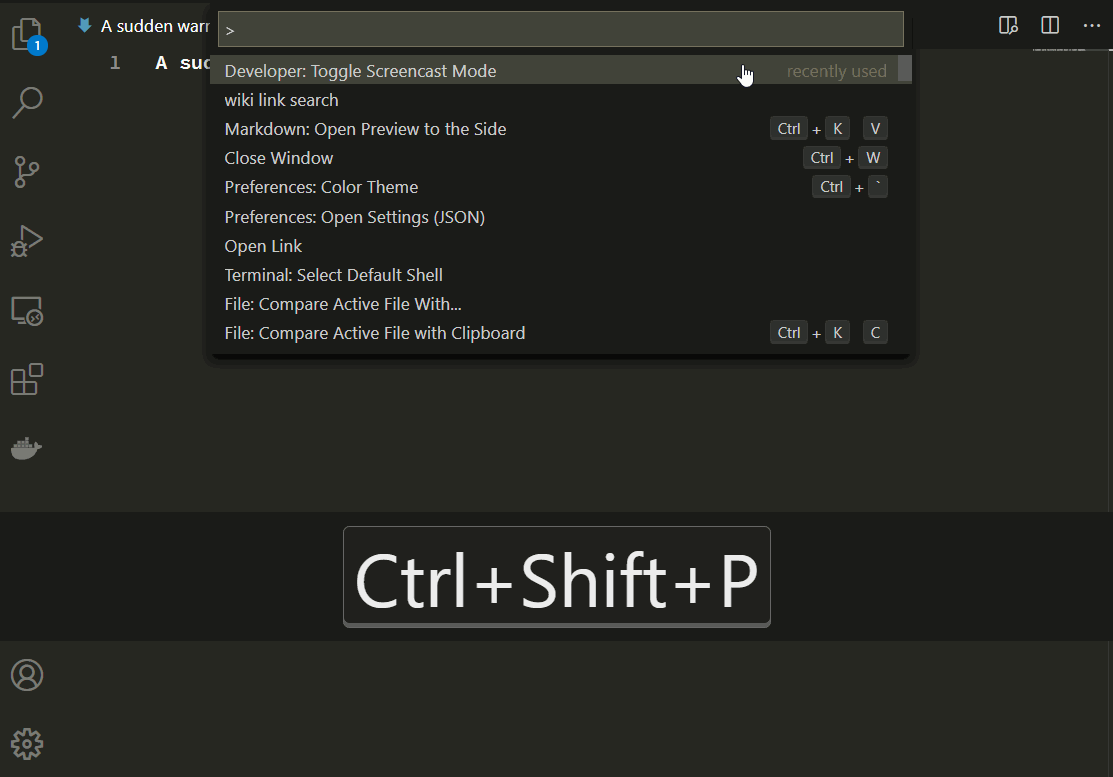 A sudden warr
>
1 A suc
Developer: Toggle Screencast Mode recently used
wiki link search
Markdown: Open Preview to the Side Ctrl + K V
Close Window Ctrl + W
Preferences: Color Theme Ctrl + `
Preferences: Open Settings (JSON)
Open Link
Terminal: Select Default Shell
File: Compare Active File With...
File: Compare Active File with Clipboard Ctrl + K C
1
Ctrl+Shift+P